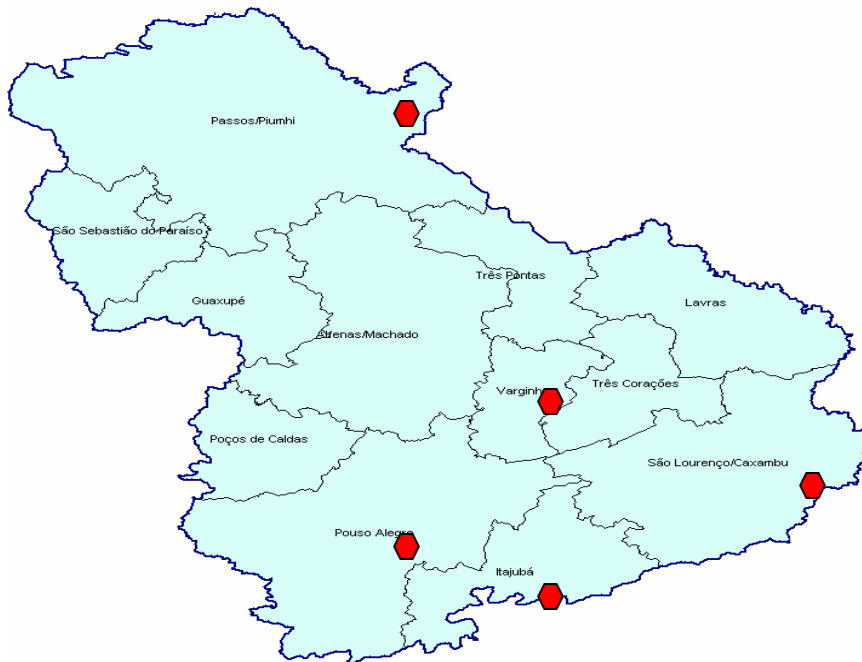 Passos/Piumhi
São Sebastião do Paraíso
Três Pontas
Guaxupé
Lavras
Alfenas/Machado
Três Corações
Varginh
Poços de Caldas
São Lourenço/Caxambu
Pouso Alegre
Itajubá